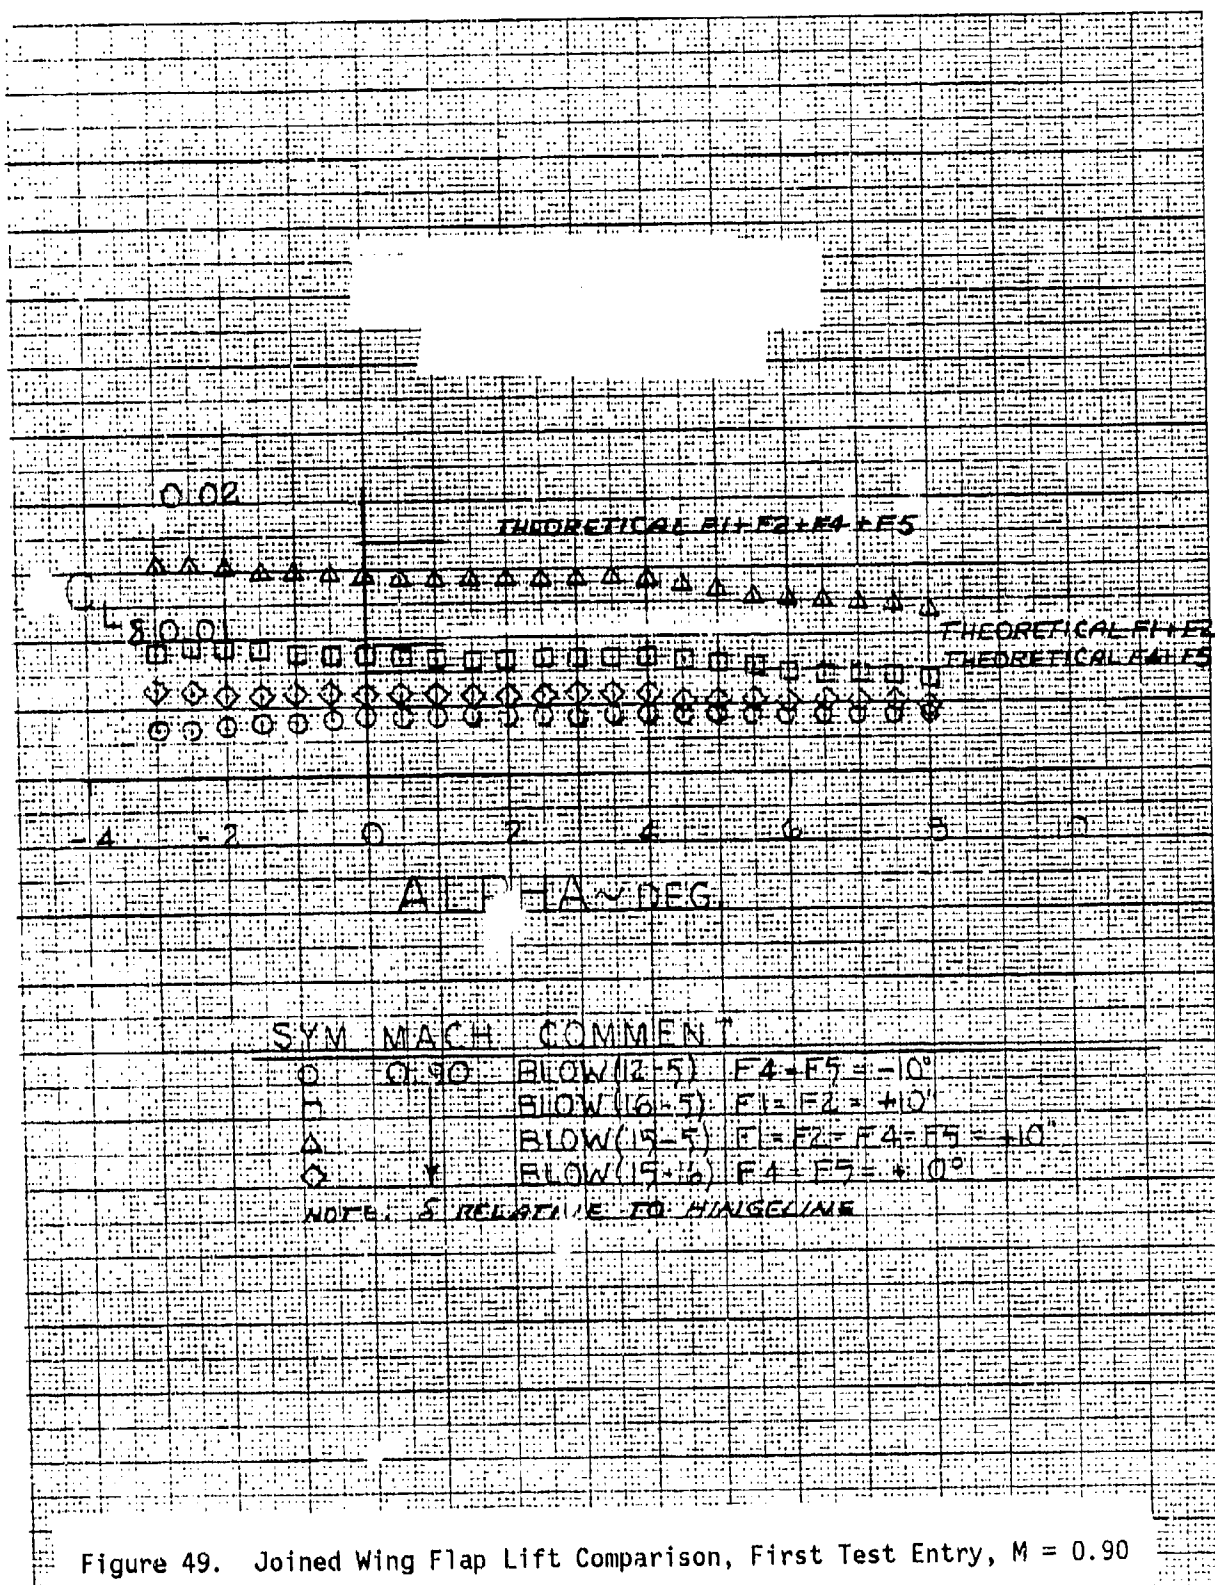 0.02
THEORETICAL F1+F2+F4+F5
C
L
δ 0.01
THEORETICAL F1+F2
THEORETICAL F4+F5
-4 -2 0 2 4 6 8
ALPHA ~ DEG.
SYM MACH COMMENT
○ 0.90 BLOW(12-5) F4=F5=-10°
□ BLOW(16-5) F1=F2=+10°
△ BLOW(15-5) F1=F2=F4=F5=+10°
◇ BLOW(15-16) F4=F5=+10°
NOTE. δ RELATIVE TO HINGELINE
Figure 49. Joined Wing Flap Lift Comparison, First Test Entry, M = 0.90